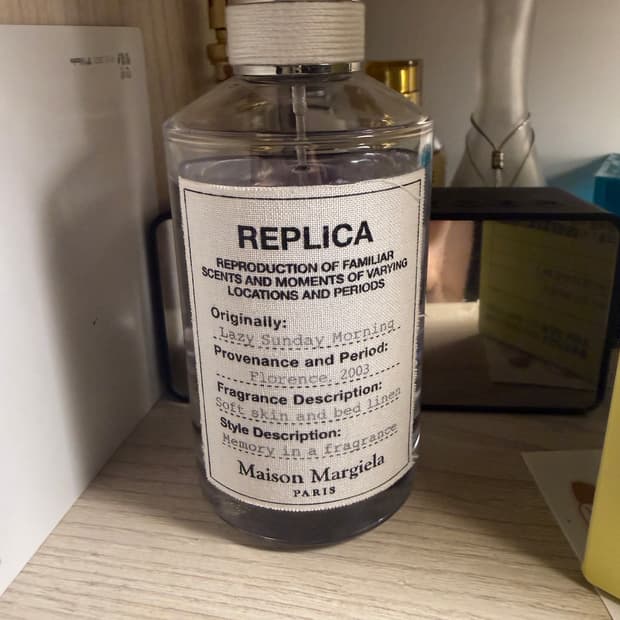 REPLICA
REPRODUCTION OF FAMILIAR
SCENTS AND MOMENTS OF VARYING
LOCATIONS AND PERIODS
Originally:
Lazy Sunday Morning
Provenance and Period:
Florence, 2003
Fragrance Description:
Soft skin and bed linen
Style Description:
Memory in a fragrance
Maison Margiela
PARIS